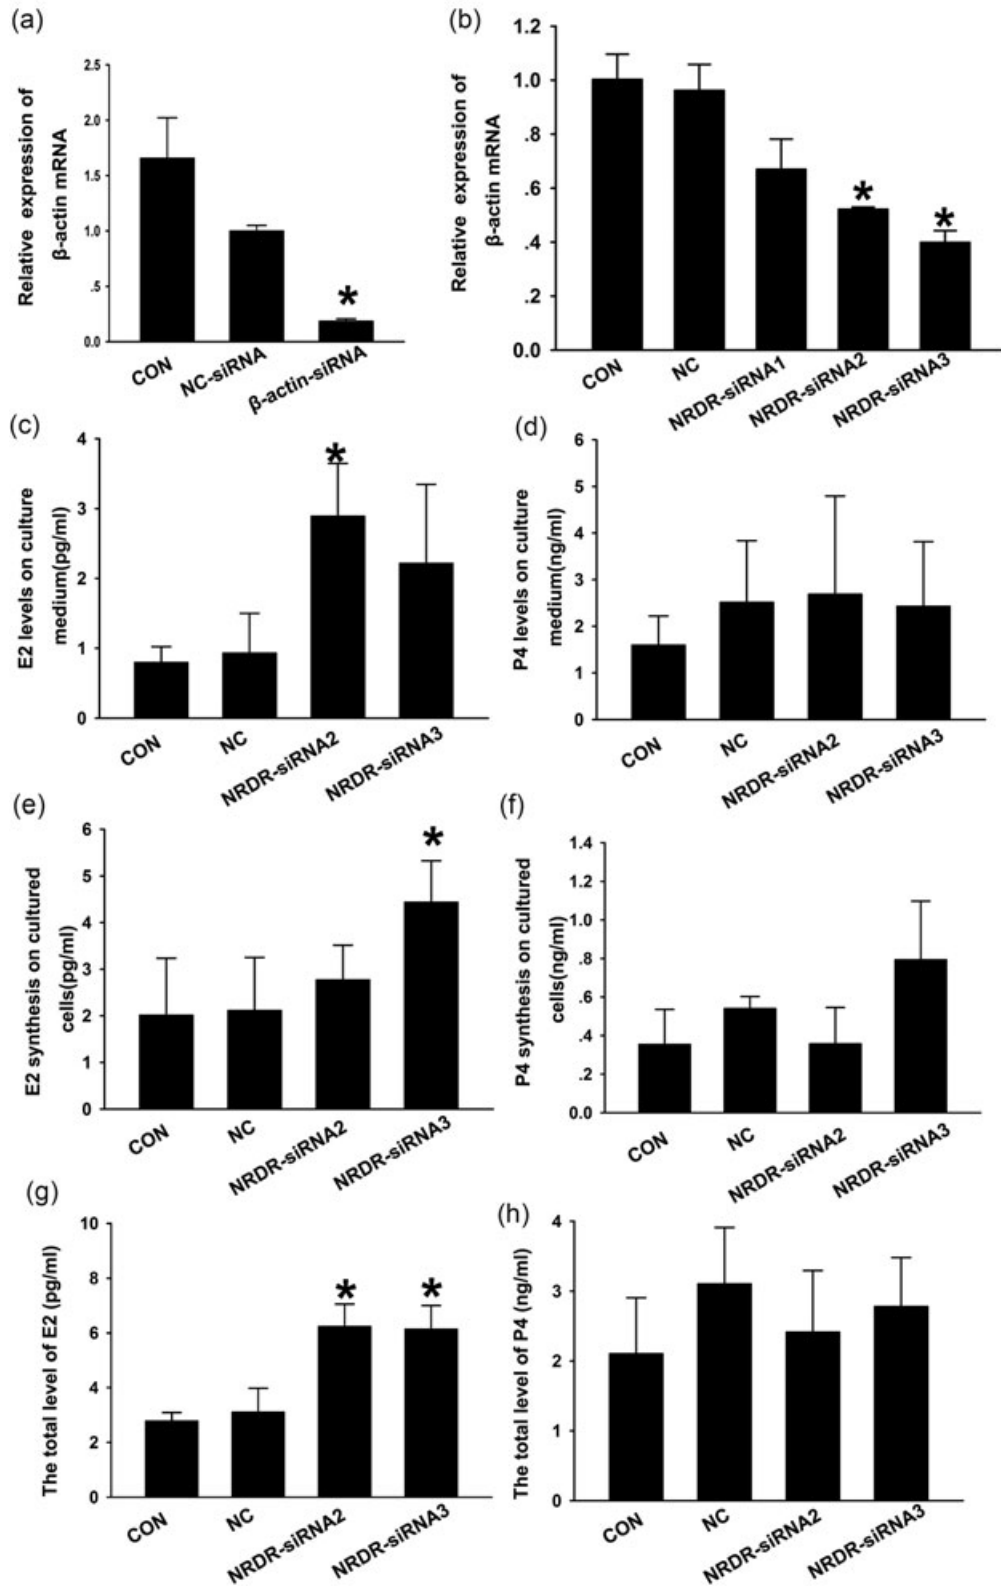 (a)
Relative expression of
β-actin mRNA
2.5
2.0
1.5
1.0
.5
0.0
*
CON
NC-siRNA
β-actin-siRNA
(b)
Relative expression of
β-actin mRNA
1.2
1.0
.8
.6
.4
.2
0.0
*
*
CON
NC
NRDR-siRNA1
NRDR-siRNA2
NRDR-siRNA3
(c)
E2 levels on culture
medium(pg/ml)
4
3
2
1
0
*
CON
NC
NRDR-siRNA2
NRDR-siRNA3
(d)
P4 levels on culture
medium(ng/ml)
6
5
4
3
2
1
0
CON
NC
NRDR-siRNA2
NRDR-siRNA3
(e)
E2 synthesis on cultured
cells(pg/ml)
6
5
4
3
2
1
0
*
CON
NC
NRDR-siRNA2
NRDR-siRNA3
(f)
P4 synthesis on cultured
cells(ng/ml)
1.4
1.2
1.0
.8
.6
.4
.2
0.0
CON
NC
NRDR-siRNA2
NRDR-siRNA3
(g)
The total level of E2 (pg/ml)
10
8
6
4
2
0
*
*
CON
NC
NRDR-siRNA2
NRDR-siRNA3
(h)
The total level of P4 (ng/ml)
4
3
2
1
0
CON
NC
NRDR-siRNA2
NRDR-siRNA3